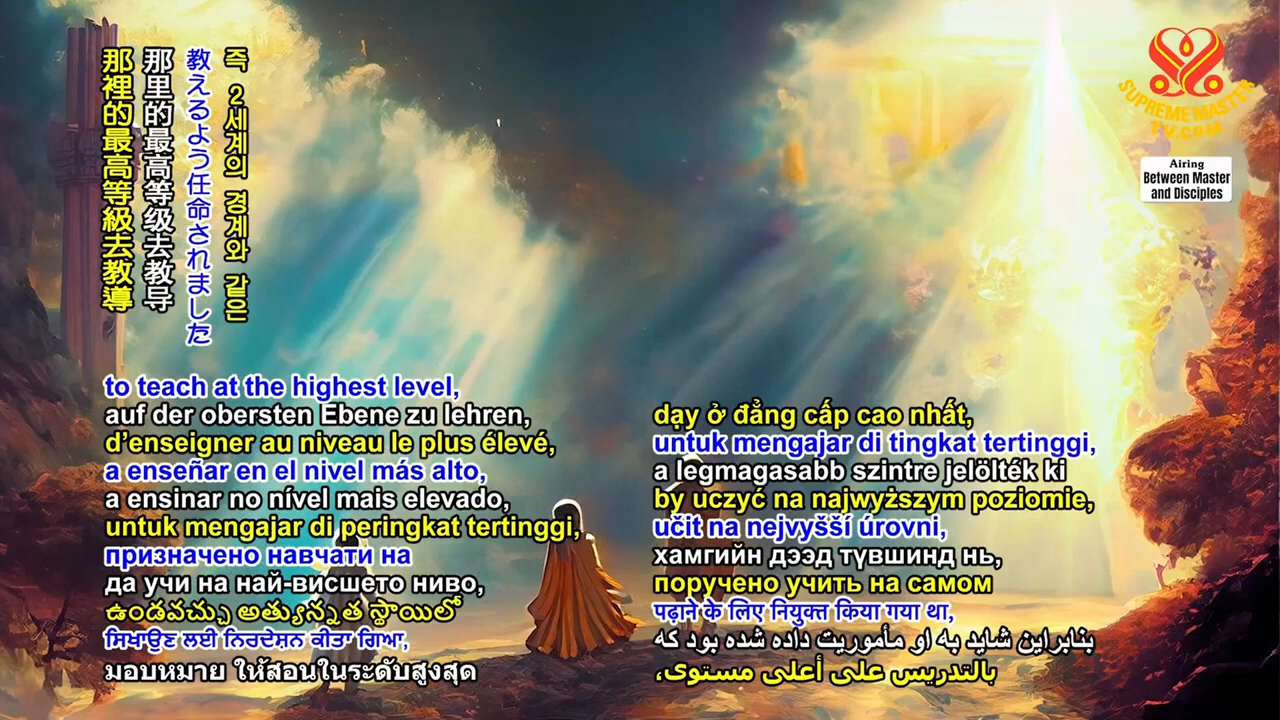 즉 2세계의 경계와 같은
教えるよう任命されました
那里的最高等级去教导
那裡的最高等級去教導
SUPREME MASTER
TV.COM
Airing
Between Master
and Disciples
to teach at the highest level,
auf der obersten Ebene zu lehren,
d’enseigner au niveau le plus élevé,
a enseñar en el nivel más alto,
a ensinar no nível mais elevado,
untuk mengajar di peringkat tertinggi,
призначено навчати на
да учи на най-висшето ниво,
ఉండవచ్చు అత్యున్నత స్థాయిలో
ਸਿਖਾਉਣ ਲਈ ਨਿਰਦੇਸ਼ਨ ਕੀਤਾ ਗਿਆ,
มอบหมาย ให้สอนในระดับสูงสุด
dạy ở đẳng cấp cao nhất,
untuk mengajar di tingkat tertinggi,
a legmagasabb szintre jelölték ki
by uczyć na najwyższym poziomie,
učit na nejvyšší úrovni,
хамгийн дээд түвшинд нь,
поручено учить на самом
पढ़ाने के लिए नियुक्त किया गया था,
بنابراین شاید به او مأموریت داده شده بود که
بالتدريس على أعلى مستوى،